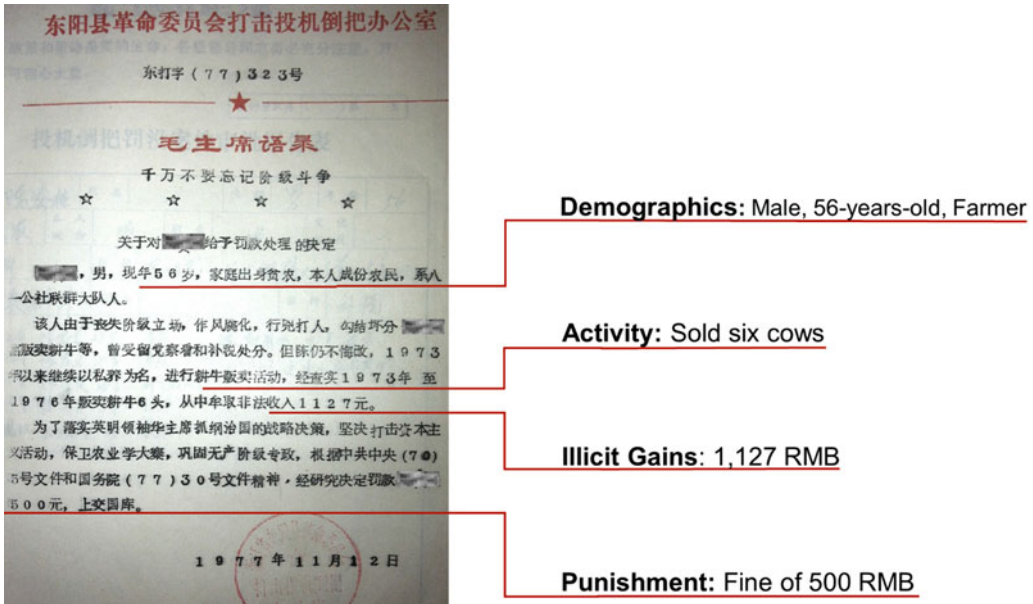 东阳县革命委员会打击投机倒把办公室
东打字(77)323号
毛主席语录
千万不要忘记阶级斗争
关于对 给予罚款处理的决定
,男,现年56岁,家庭出身贫农,本人成份农民,系八
一公社联群大队人。
该人由于丧失阶级立场,作风腐化,行凶打人,勾结坏分
贩卖耕牛等,曾受留党察看和补税处分。但陈仍不悔改,1973
年以来继续以私养为名,进行耕牛贩卖活动,经查实1973年至
1976年贩卖耕牛6头,从中牟取非法收入1127元。
为了落实英明领袖华主席抓纲治国的战略决策,坚决打击资本主
义活动,保卫农业学大寨,巩固无产阶级专政,根据中共中央(70)
5号文件和国务院(77)30号文件精神,经研究决定罚款
500元,上交国库。
1977年11月12日
Demographics: Male, 56-years-old, Farmer
Activity: Sold six cows
Illicit Gains: 1,127 RMB
Punishment: Fine of 500 RMB